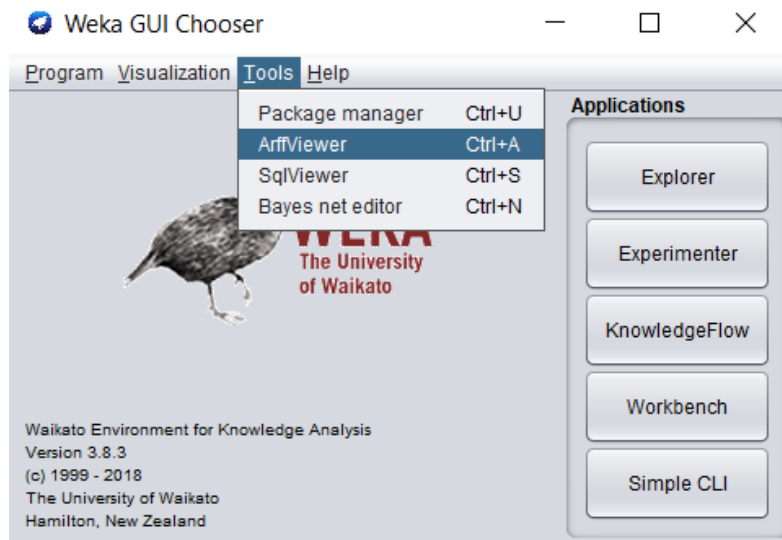 Weka GUI Chooser
Program Visualization Tools Help
Package manager Ctrl+U
ArffViewer Ctrl+A
SqlViewer Ctrl+S
Bayes net editor Ctrl+N
WEKA
The University
of Waikato
Waikato Environment for Knowledge Analysis
Version 3.8.3
(c) 1999 - 2018
The University of Waikato
Hamilton, New Zealand
Applications
Explorer
Experimenter
KnowledgeFlow
Workbench
Simple CLI